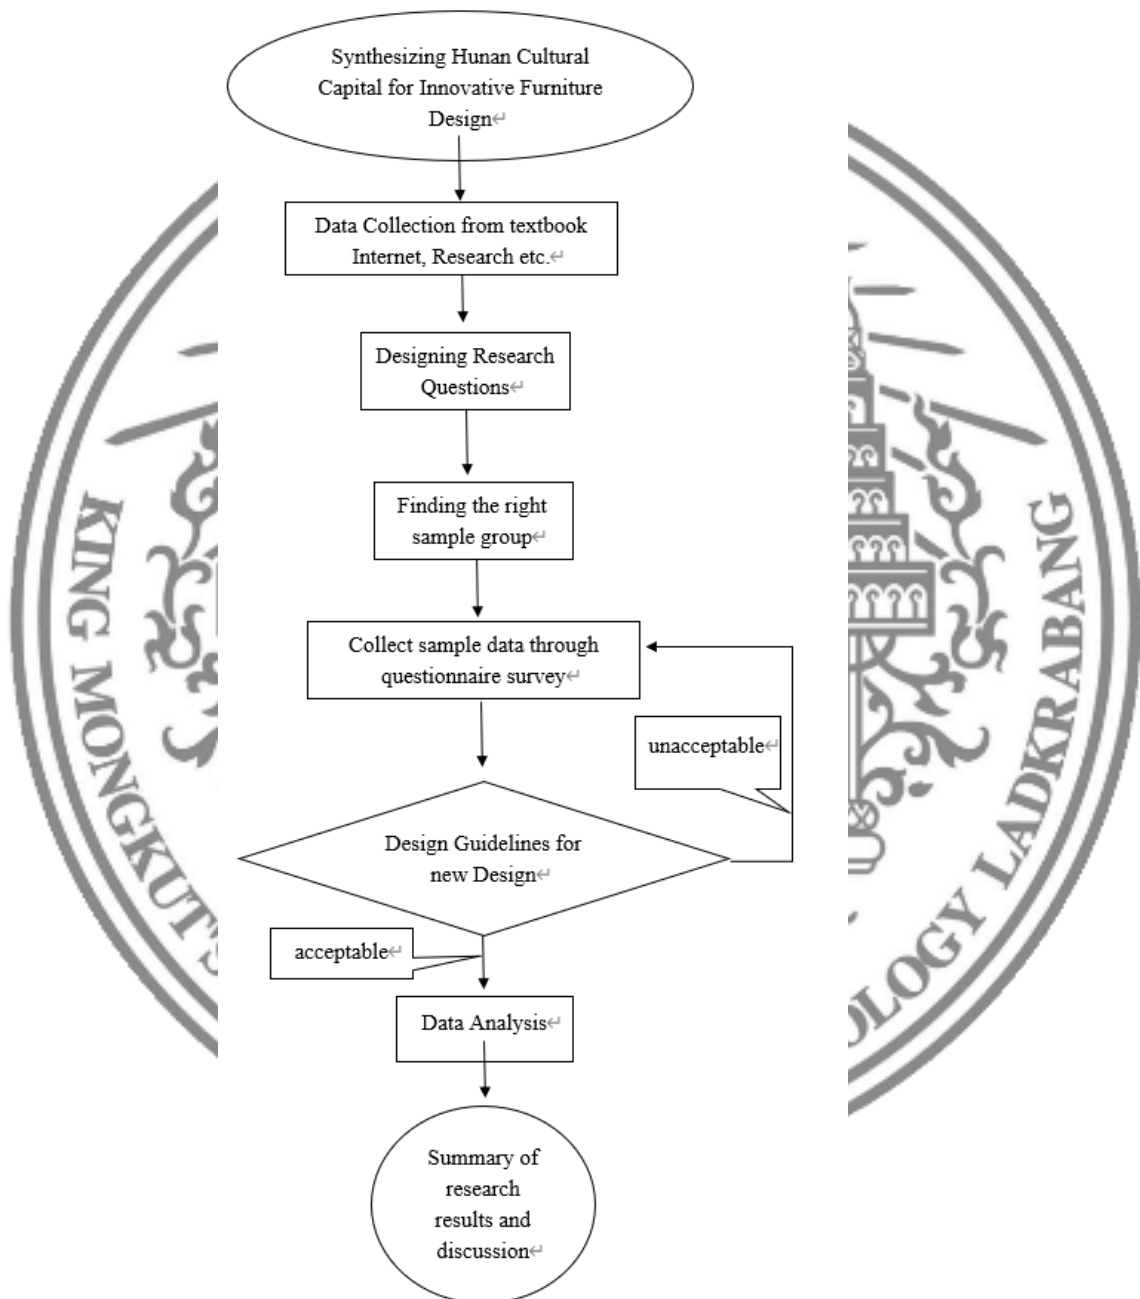 Synthesizing Hunan Cultural
Capital for Innovative Furniture
Design↵
Data Collection from textbook
Internet, Research etc.↵
Designing Research
Questions↵
Finding the right
sample group↵
Collect sample data through
questionnaire survey↵
unacceptable↵
Design Guidelines for
new Design↵
acceptable↵
Data Analysis↵
Summary of
research
results and
discussion↵
KING MONGKUT'S
OLOGY LADKRABANG